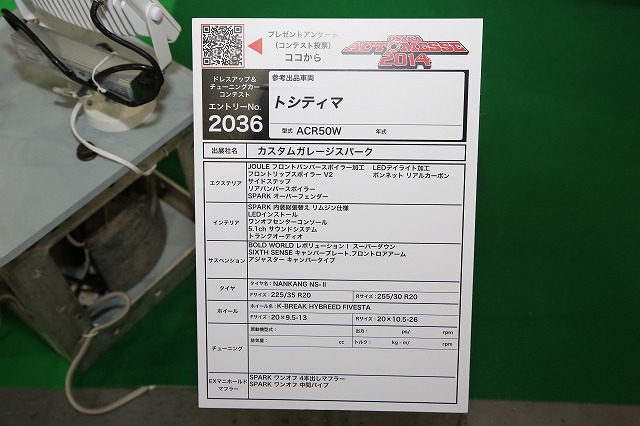 プレゼントアンケート
(コンテスト投票)
ココから
OSAKA
AUTOMESSE
2014
ドレスアップ&
チューニングカー
コンテスト
エントリーNo.
2036
参考出品車両
トシティマ
型式 ACR50W 年式
出展社名 カスタムガレージスパーク
エクステリア
JOULE フロントバンパースポイラー加工 LEDデイライト加工
フロントリップスポイラー V2 ボンネット リアルカーボン
サイドステップ
リアバンパースポイラー
SPARK オーバーフェンダー
インテリア
SPARK 内装総張替え リムジン仕様
LEDインストール
ワンオフセンターコンソール
5.1ch サウンドシステム
トランクオーディオ
サスペンション
BOLD WORLD レボリューションⅠ スーパーダウン
SIXTH SENSE キャンバープレート.フロントロアアーム
アジャスター キャンバータイプ
タイヤ
タイヤ名:NANKANG NS-Ⅱ
Fサイズ:225/35 R20 Rサイズ:255/30 R20
ホイール
ホイール名:K-BREAK HYBREED FIVESTA
Fサイズ:20×9.5-13 Rサイズ:20×10.5-26
チューニング
原動機型式: 出力: ps/ rpm
排気量: cc トルク: kg-m/ rpm
EXマニホールド
マフラー
SPARK ワンオフ 4本出しマフラー
SPARK ワンオフ 中間パイプ